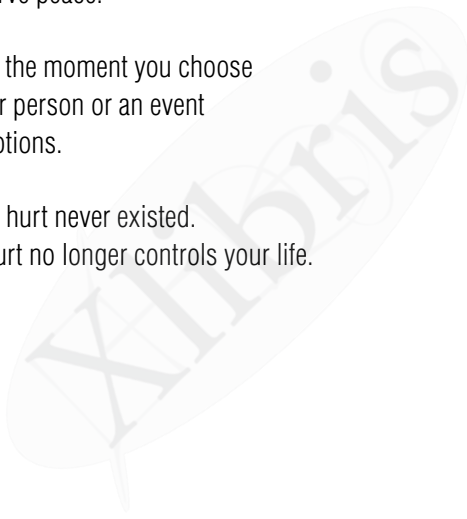 peace.
the moment you choose
person or an event
hurt never existed.
no longer controls your life.
Xlibris